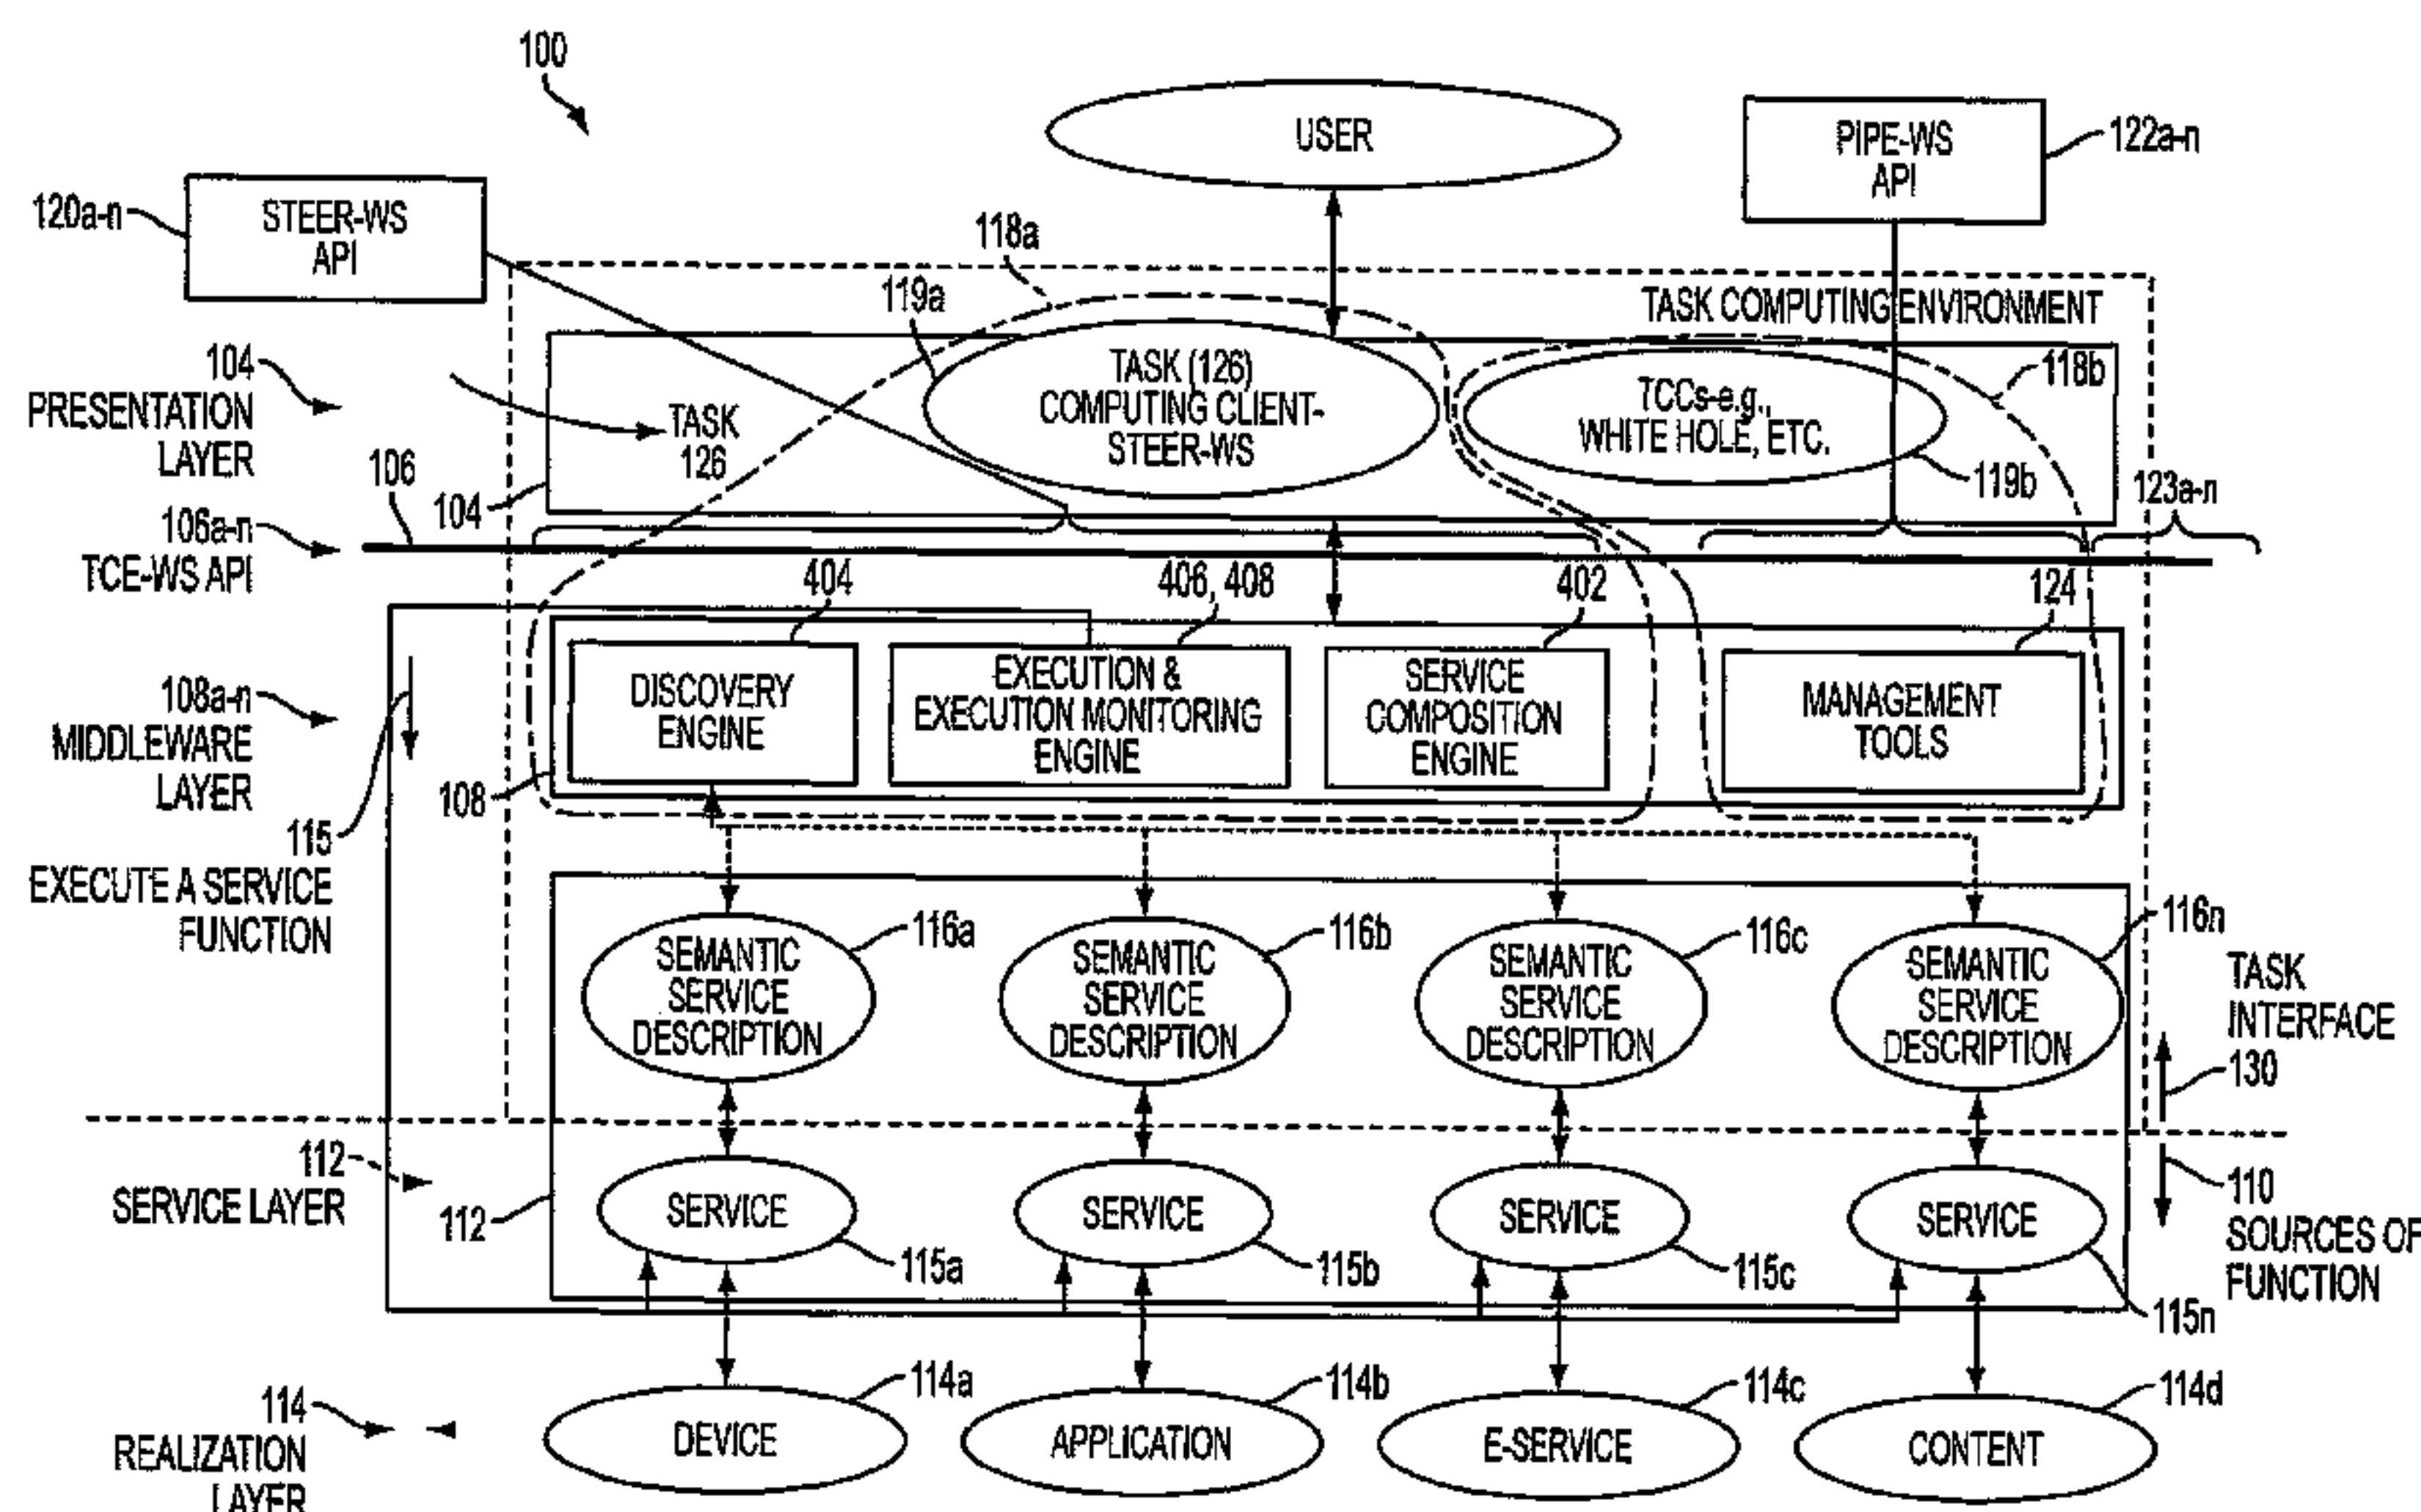 100
USER
PIPE-WS
API
122a-n
120a-n
STEER-WS
API
118a
119a
TASK COMPUTING ENVIRONMENT
104
PRESENTATION
LAYER
TASK
126
TASK (126)
COMPUTING CLIENT-
STEER-WS
TCCs-e.g.,
WHITE HOLE, ETC.
118b
119b
123a-n
104
106
106a-n
TCE-WS API
404
406, 408
402
124
108a-n
MIDDLEWARE
LAYER
DISCOVERY
ENGINE
EXECUTION &
EXECUTION MONITORING
ENGINE
SERVICE
COMPOSITION
ENGINE
MANAGEMENT
TOOLS
108
115
EXECUTE A SERVICE
FUNCTION
SEMANTIC
SERVICE
DESCRIPTION
116a
SEMANTIC
SERVICE
DESCRIPTION
116b
SEMANTIC
SERVICE
DESCRIPTION
116c
SEMANTIC
SERVICE
DESCRIPTION
116n
TASK
INTERFACE
130
112
SERVICE LAYER
112
SERVICE
115a
SERVICE
115b
SERVICE
115c
SERVICE
115n
110
SOURCES OF
FUNCTION
114
REALIZATION
LAYER
DEVICE
114a
APPLICATION
114b
E-SERVICE
114c
CONTENT
114d